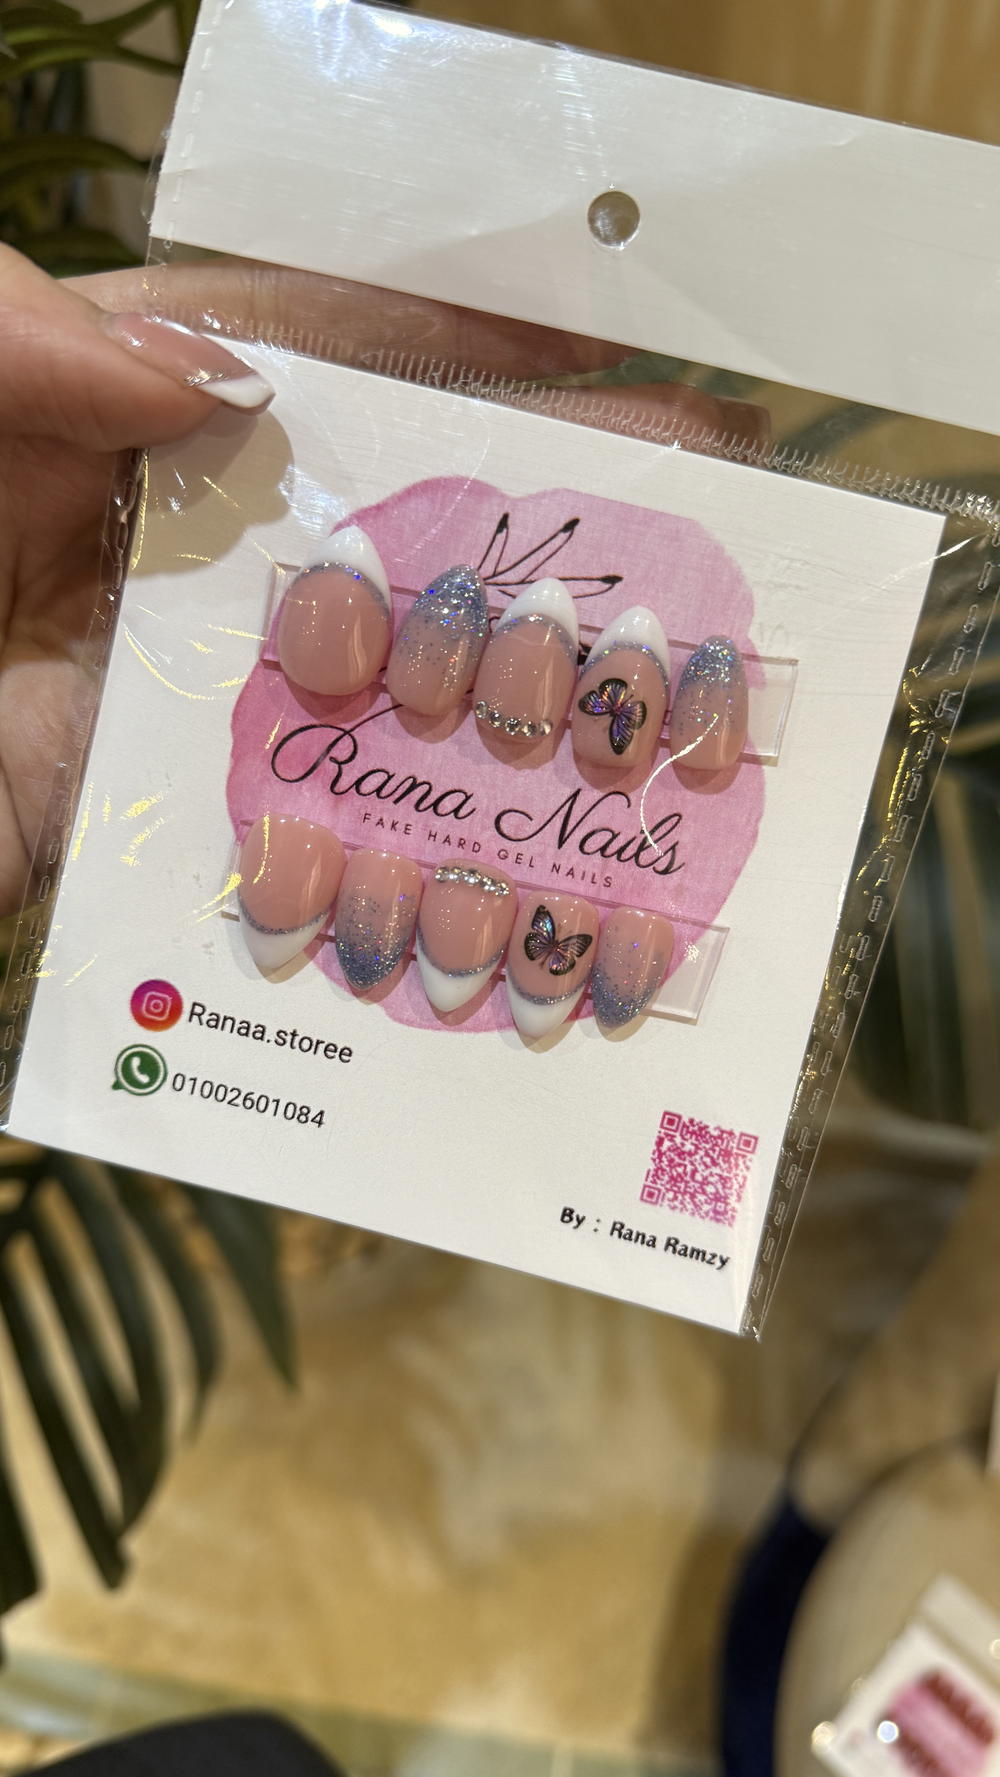 Rana Nails
FAKE HARD GEL NAILS
Ranaa.storee
01002601084
By : Rana Ramzy